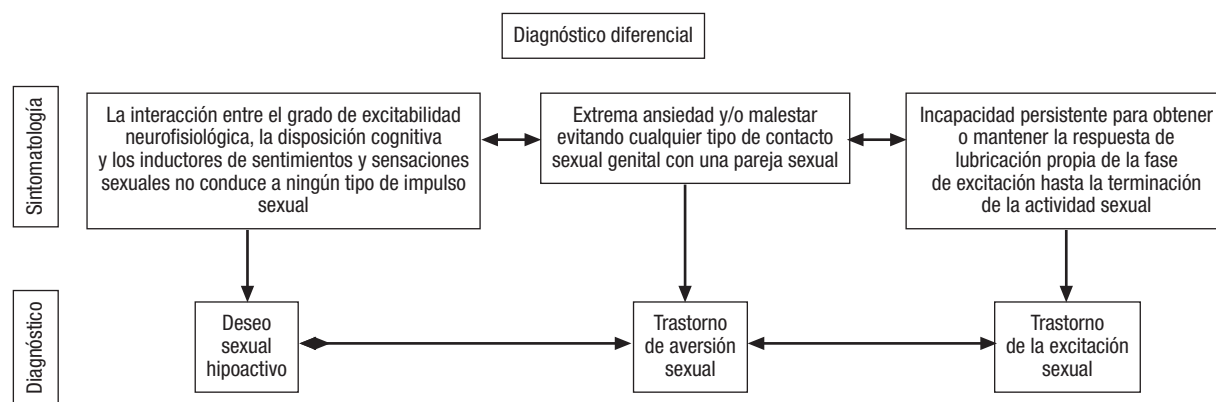 Diagnóstico diferencial
Sintomatología
La interacción entre el grado de excitabilidad
neurofisiológica, la disposición cognitiva
y los inductores de sentimientos y sensaciones
sexuales no conduce a ningún tipo de impulso
sexual
Extrema ansiedad y/o malestar
evitando cualquier tipo de contacto
sexual genital con una pareja sexual
Incapacidad persistente para obtener
o mantener la respuesta de
lubricación propia de la fase
de excitación hasta la terminación
de la actividad sexual
Diagnóstico
Deseo
sexual
hipoactivo
Trastorno
de aversión
sexual
Trastorno
de la excitación
sexual